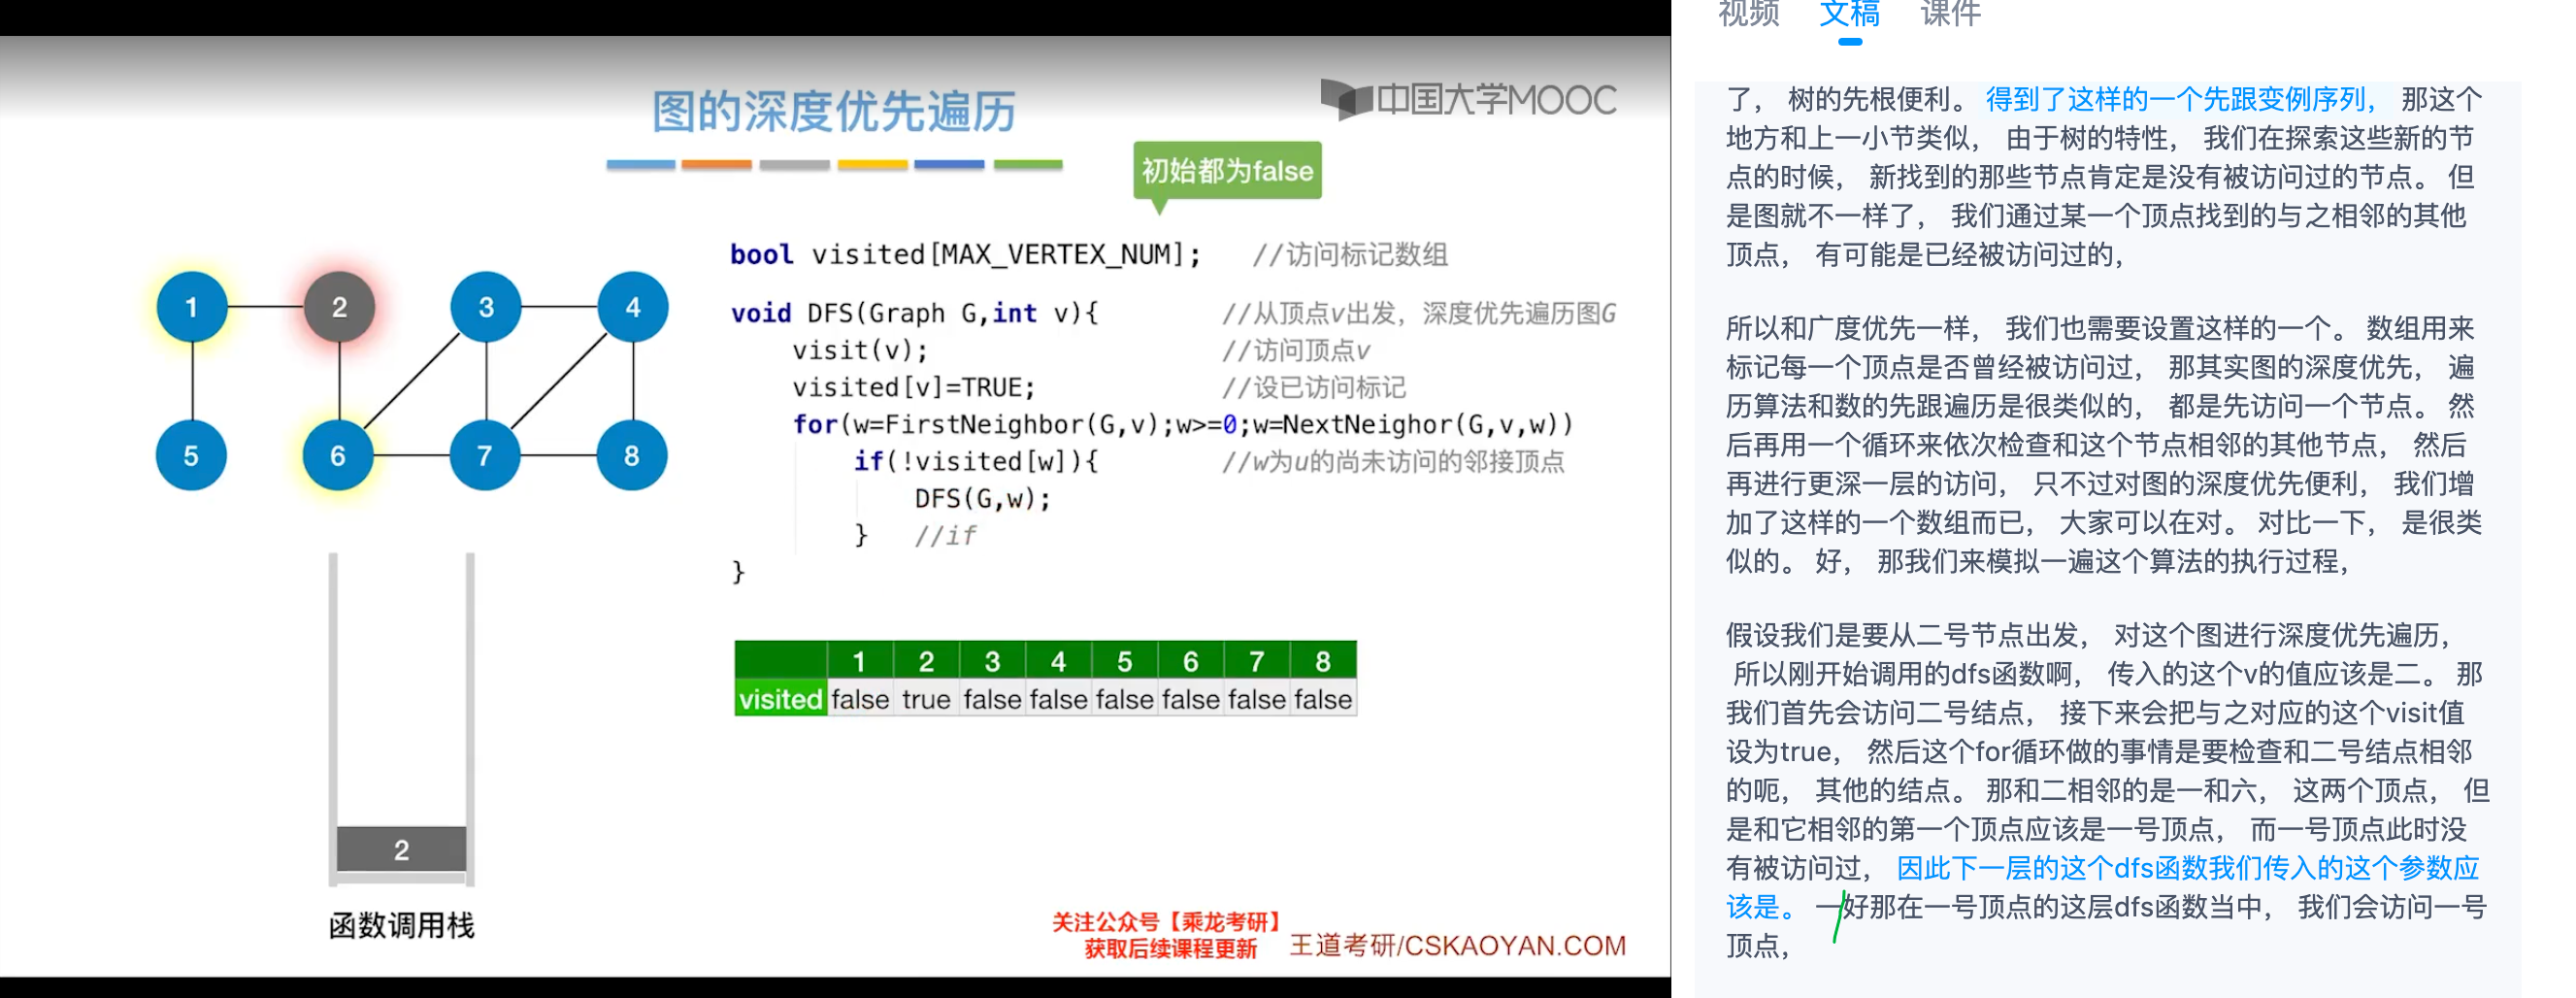 图的深度优先遍历
中国大学MOOC
初始都为false
bool visited[MAX_VERTEX_NUM]; //访问标记数组
void DFS(Graph G,int v){ //从顶点v出发，深度优先遍历图G
visit(v); //访问顶点v
visited[v]=TRUE; //设已访问标记
for(w=FirstNeighbor(G,v);w>=0;w=NextNeighor(G,v,w))
if(!visited[w]){ //w为u的尚未访问的邻接顶点
DFS(G,w);
} //if
}
1 2 3 4
5 6 7 8
1 2 3 4 5 6 7 8
visited false true false false false false false false
2
函数调用栈
关注公众号【乘龙考研】
获取后续课程更新
王道考研/CSKAOYAN.COM
视频 文稿 课件
了， 树的先根便利。 得到了这样的一个先跟变例序列， 那这个
地方和上一小节类似， 由于树的特性， 我们在探索这些新的节
点的时候， 新找到的那些节点肯定是没有被访问过的节点。 但
是图就不一样了， 我们通过某一个顶点找到的与之相邻的其他
顶点， 有可能是已经被访问过的，
所以和广度优先一样， 我们也需要设置这样的一个。 数组用来
标记每一个顶点是否曾经被访问过， 那其实图的深度优先， 遍
历算法和数的先跟遍历是很类似的， 都是先访问一个节点。 然
后再用一个循环来依次检查和这个节点相邻的其他节点， 然后
再进行更深一层的访问， 只不过对图的深度优先便利， 我们增
加了这样的一个数组而已， 大家可以在对。 对比一下， 是很类
似的。 好， 那我们来模拟一遍这个算法的执行过程，
假设我们是要从二号节点出发， 对这个图进行深度优先遍历，
所以刚开始调用的dfs函数啊， 传入的这个v的值应该是二。 那
我们首先会访问二号结点， 接下来会把与之对应的这个visit值
设为true， 然后这个for循环做的事情是要检查和二号结点相邻
的呃， 其他的结点。 那和二相邻的是一和六， 这两个顶点， 但
是和它相邻的第一个顶点应该是一号顶点， 而一号顶点此时没
有被访问过， 因此下一层的这个dfs函数我们传入的这个参数应
该是。 一好那在一号顶点的这层dfs函数当中， 我们会访问一号
顶点，